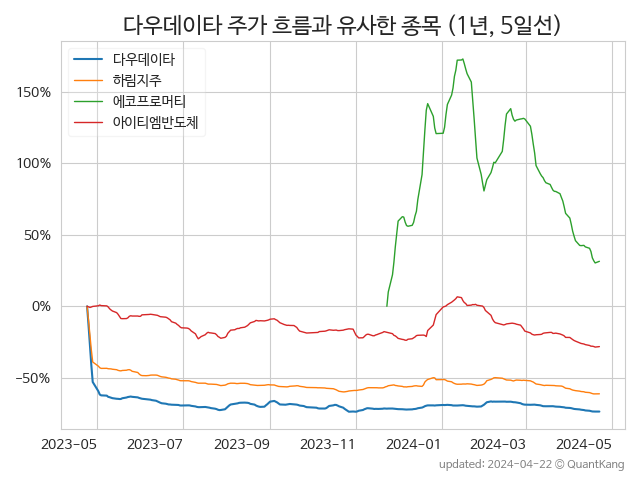 다우데이타 주가 흐름과 유사한 종목 (1년, 5일선)
다우데이타
하림지주
에코프로머티
아이티엠반도체
150%
100%
50%
0%
−50%
2023−05 2023−07 2023−09 2023−11 2024−01 2024−03 2024−05
updated: 2024−04−22 © QuantKang